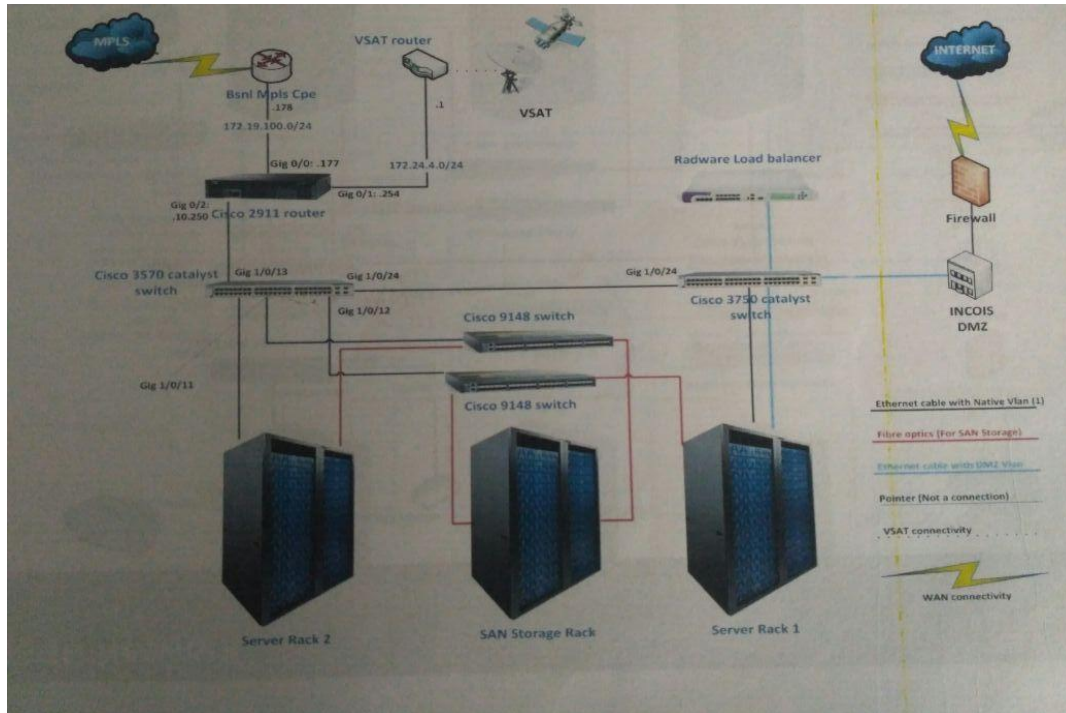 MPLS
VSAT router
INTERNET
Bsnl Mpls Cpe
.178
.1
VSAT
172.19.100.0/24
Gig 0/0: .177
172.24.4.0/24
Radware Load balancer
Gig 0/2:
.10.250
Gig 0/1: .254
Cisco 2911 router
Firewall
Cisco 3570 catalyst
switch
Gig 1/0/13
Gig 1/0/24
Gig 1/0/24
Cisco 3750 catalyst
switch
INCOIS
DMZ
Gig 1/0/12
Cisco 9148 switch
Gig 1/0/11
Cisco 9148 switch
Ethernet cable with Native Vlan (1)
Fibre optics (For SAN Storage)
Ethernet cable with DMZ Vlan
Pointer (Not a connection)
VSAT connectivity
WAN connectivity
Server Rack 2
SAN Storage Rack
Server Rack 1